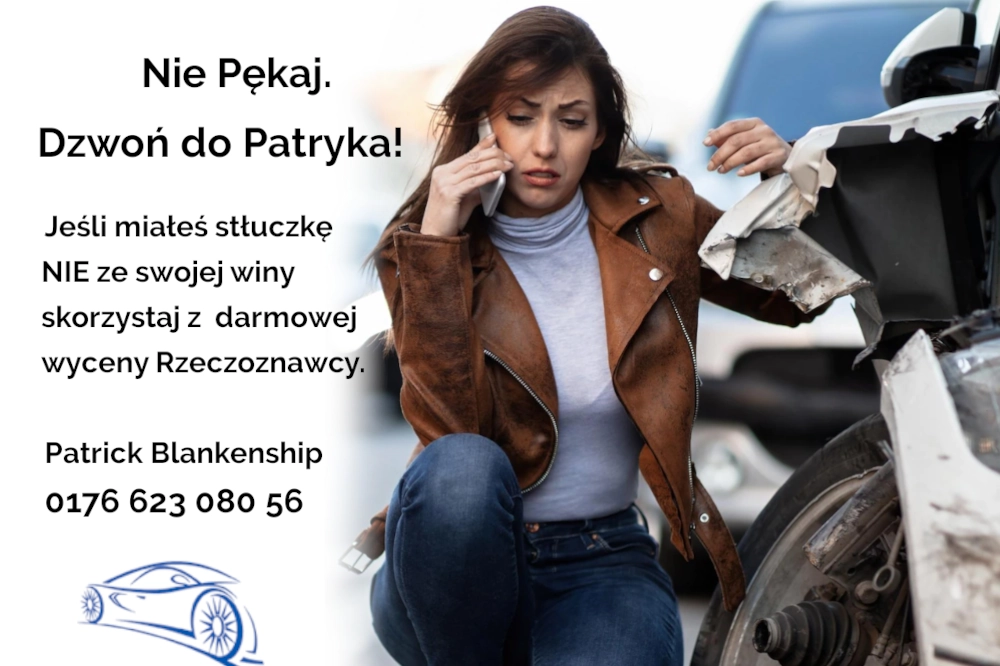 Nie Pękaj.
Dzwoń do Patryka!
Jeśli miałeś stłuczkę
NIE ze swojej winy
skorzystaj z darmowej
wyceny Rzeczoznawcy.
Patrick Blankenship
0176 623 080 56